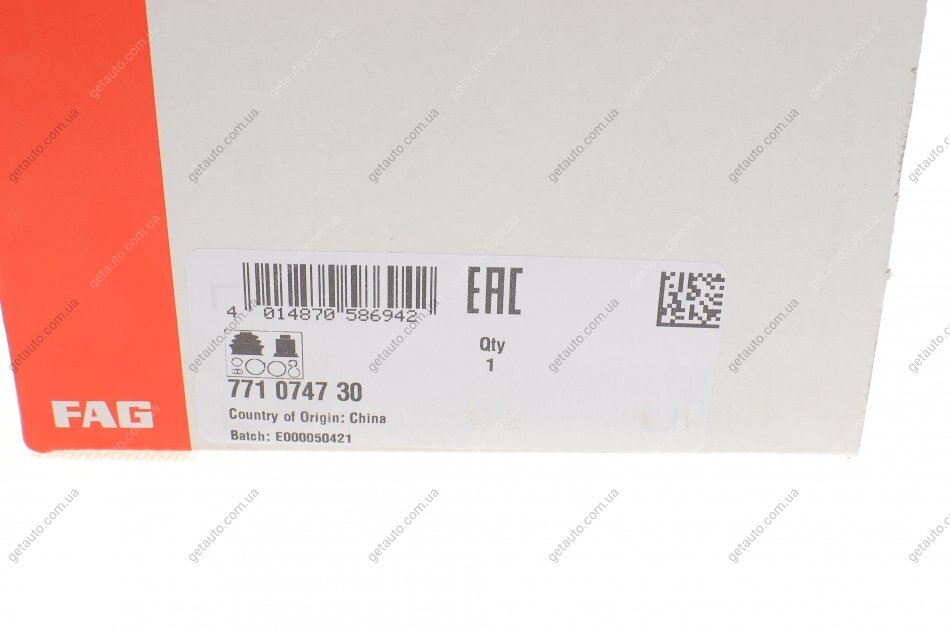 4 014870 586942
EAC
Qty
1
771 0747 30
Country of Origin: China
Batch: E000050421
FAG
getauto.com.ua